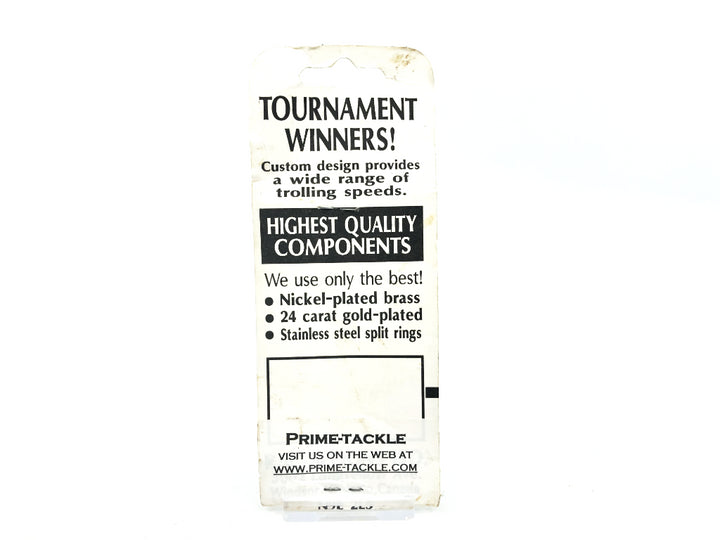 TOURNAMENT
WINNERS!
Custom design provides
a wide range of
trolling speeds.
HIGHEST QUALITY
COMPONENTS
We use only the best!
• Nickel-plated brass
• 24 carat gold-plated
• Stainless steel split rings
PRIME-TACKLE
VISIT US ON THE WEB AT
WWW.PRIME-TACKLE.COM